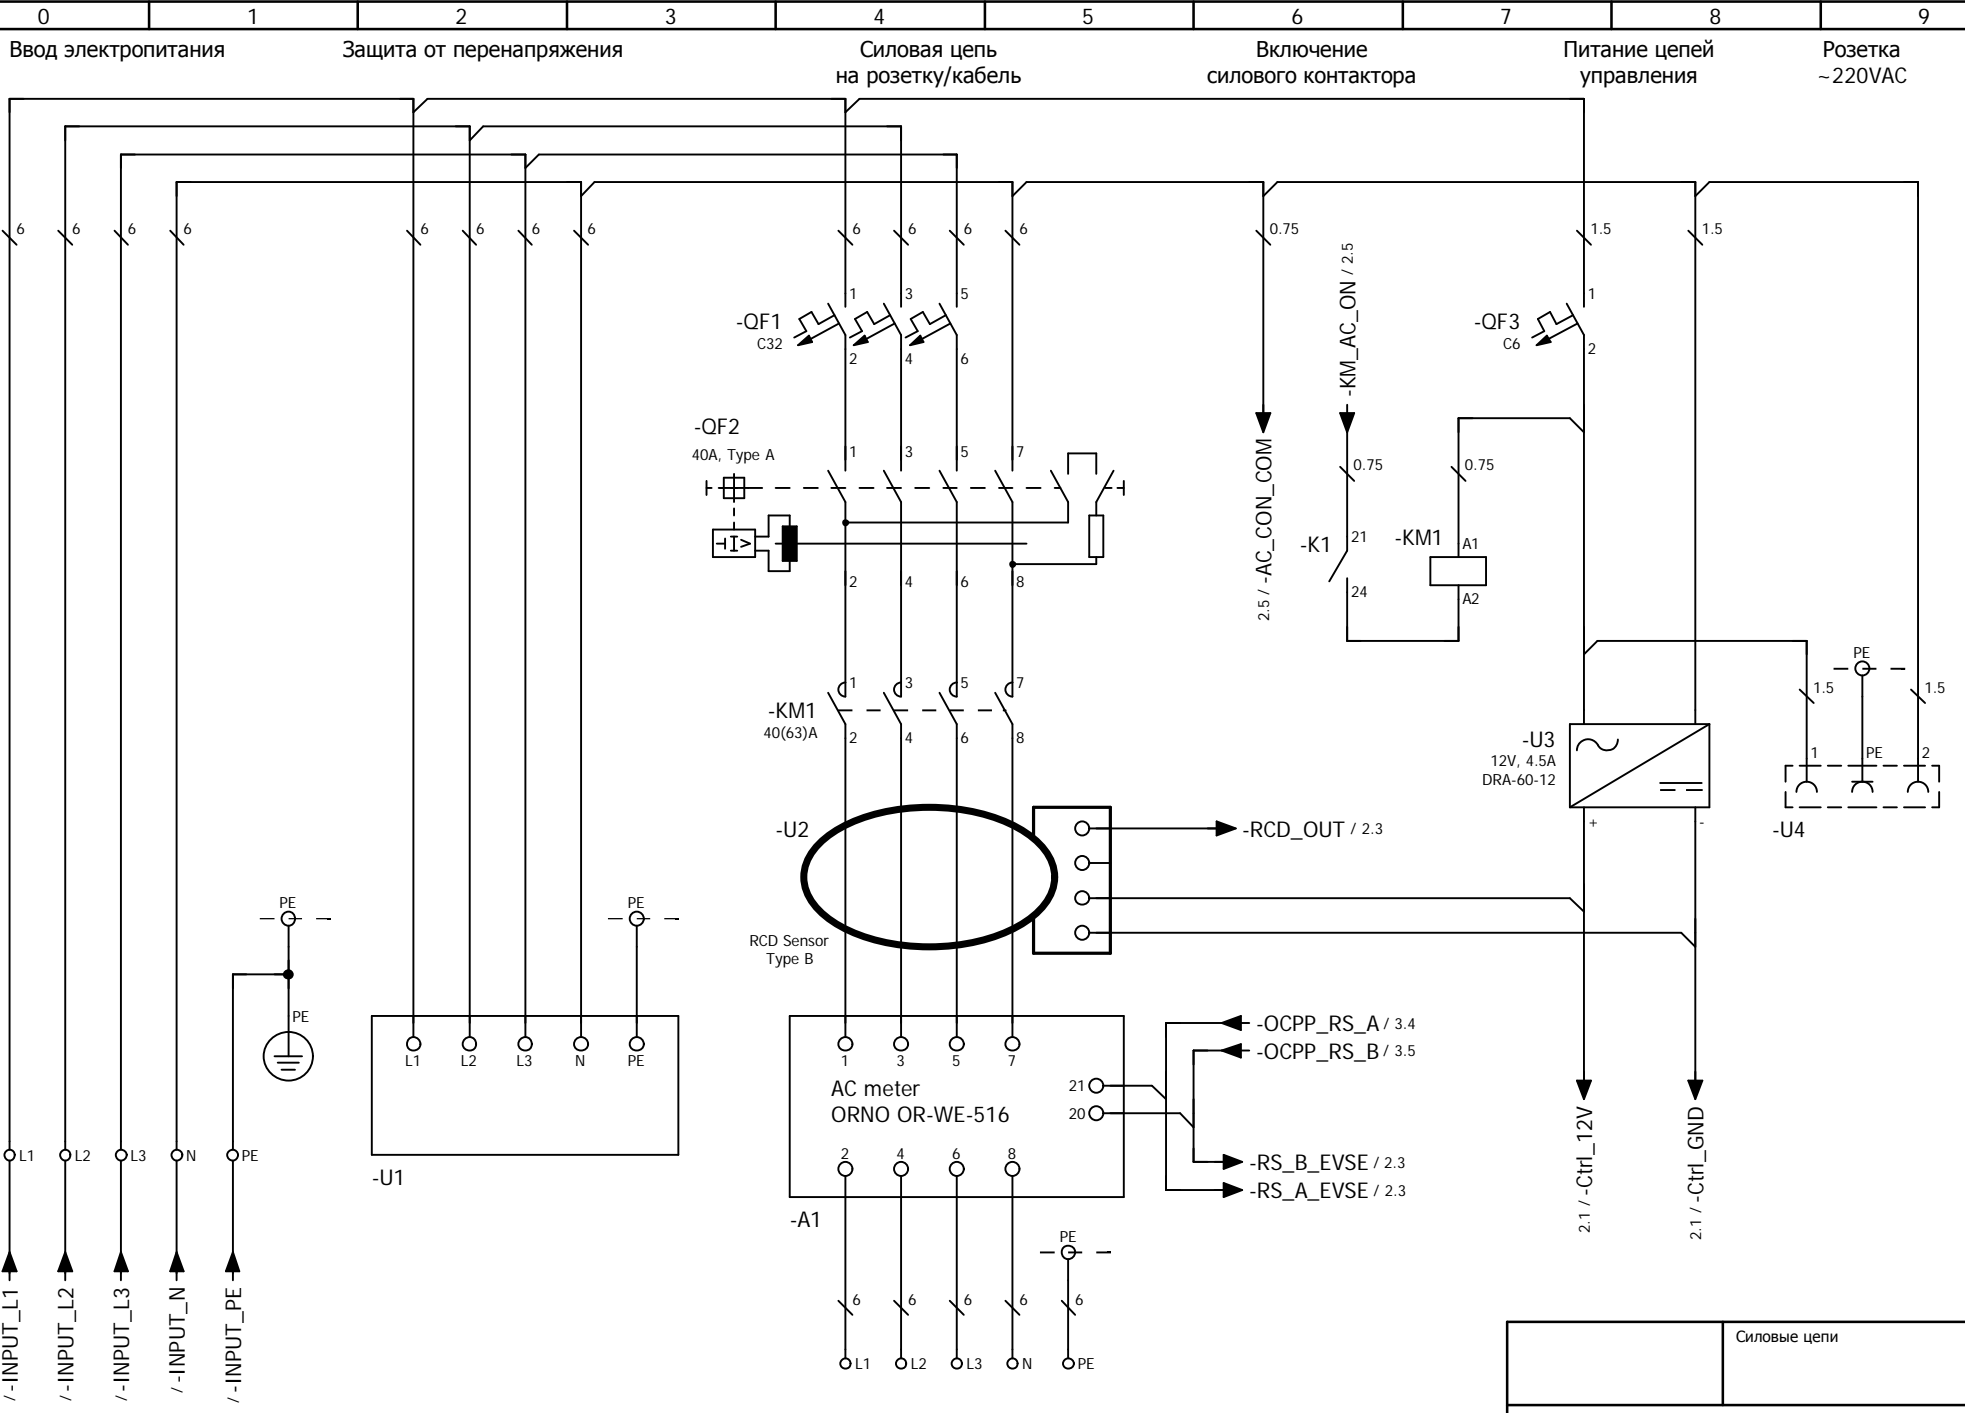 0 1 2 3 4 5 6 7 8 9
Ввод электропитания
Защита от перенапряжения
Силовая цепь
на розетку/кабель
Включение
силового контактора
Питание цепей
управления
Розетка
~220VAC
6 6 6 6 6 6 6 6 6 6 6 6 0.75 1.5 1.5
-KM_AC_ON / 2.5
-QF1
C32
1 3 5
2 4 6
-QF3
C6
1
2
-QF2
40A, Type A
1 3 5 7
I>
2 4 6 8
2.5 / -AC_CON_COM
0.75
0.75
-K1
21
24
-KM1
A1
A2
-KM1
40(63)A
1 3 5 7
2 4 6 8
PE
1.5
1.5
-U3
12V, 4.5A
DRA-60-12
+ -
1 PE 2
-U4
-U2
RCD Sensor
Type B
-RCD_OUT / 2.3
PE
PE
PE
L1 L2 L3 N PE
-U1
1 3 5 7
AC meter
ORNO OR-WE-516
21
20
2 4 6 8
-A1
-OCPP_RS_A / 3.4
-OCPP_RS_B / 3.5
-RS_B_EVSE / 2.3
-RS_A_EVSE / 2.3
2.1 / -Ctrl_12V
2.1 / -Ctrl_GND
L1 L2 L3 N PE
/ -INPUT_L1
/ -INPUT_L2
/ -INPUT_L3
/ -INPUT_N
/ -INPUT_PE
PE
6 6 6 6 6
L1 L2 L3 N PE
Силовые цепи